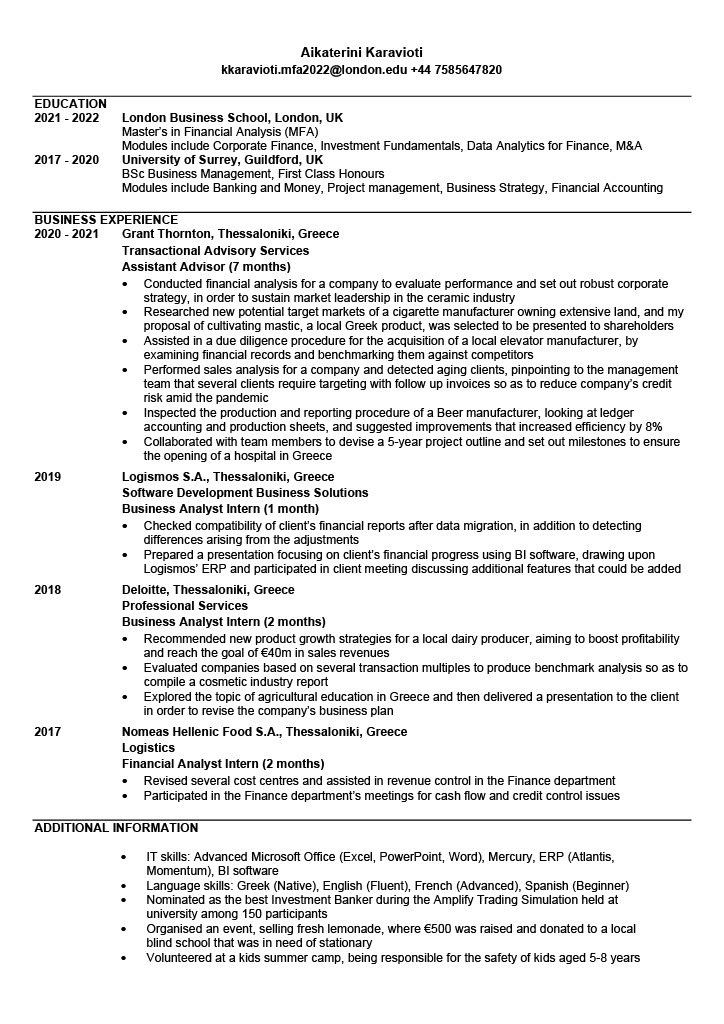 Aikaterini Karavioti
kkaravioti.mfa2022@london.edu +44 7585647820
EDUCATION
2021 - 2022 London Business School, London, UK
Master's in Financial Analysis (MFA)
Modules include Corporate Finance, Investment Fundamentals, Data Analytics for Finance, M&A
2017 - 2020 University of Surrey, Guildford, UK
BSc Business Management, First Class Honours
Modules include Banking and Money, Project management, Business Strategy, Financial Accounting
BUSINESS EXPERIENCE
2020 - 2021 Grant Thornton, Thessaloniki, Greece
Transactional Advisory Services
Assistant Advisor (7 months)
• Conducted financial analysis for a company to evaluate performance and set out robust corporate
strategy, in order to sustain market leadership in the ceramic industry
• Researched new potential target markets of a cigarette manufacturer owning extensive land, and my
proposal of cultivating mastic, a local Greek product, was selected to be presented to shareholders
• Assisted in a due diligence procedure for the acquisition of a local elevator manufacturer, by
examining financial records and benchmarking them against competitors
• Performed sales analysis for a company and detected aging clients, pinpointing to the management
team that several clients require targeting with follow up invoices so as to reduce company's credit
risk amid the pandemic
• Inspected the production and reporting procedure of a Beer manufacturer, looking at ledger
accounting and production sheets, and suggested improvements that increased efficiency by 8%
• Collaborated with team members to devise a 5-year project outline and set out milestones to ensure
the opening of a hospital in Greece
2019 Logismos S.A., Thessaloniki, Greece
Software Development Business Solutions
Business Analyst Intern (1 month)
• Checked compatibility of client's financial reports after data migration, in addition to detecting
differences arising from the adjustments
• Prepared a presentation focusing on client's financial progress using BI software, drawing upon
Logismos' ERP and participated in client meeting discussing additional features that could be added
2018 Deloitte, Thessaloniki, Greece
Professional Services
Business Analyst Intern (2 months)
• Recommended new product growth strategies for a local dairy producer, aiming to boost profitability
and reach the goal of €40m in sales revenues
• Evaluated companies based on several transaction multiples to produce benchmark analysis so as to
compile a cosmetic industry report
• Explored the topic of agricultural education in Greece and then delivered a presentation to the client
in order to revise the company's business plan
2017 Nomeas Hellenic Food S.A., Thessaloniki, Greece
Logistics
Financial Analyst Intern (2 months)
• Revised several cost centres and assisted in revenue control in the Finance department
• Participated in the Finance department's meetings for cash flow and credit control issues
ADDITIONAL INFORMATION
• IT skills: Advanced Microsoft Office (Excel, PowerPoint, Word), Mercury, ERP (Atlantis,
Momentum), BI software
• Language skills: Greek (Native), English (Fluent), French (Advanced), Spanish (Beginner)
• Nominated as the best Investment Banker during the Amplify Trading Simulation held at
university among 150 participants
• Organised an event, selling fresh lemonade, where €500 was raised and donated to a local
blind school that was in need of stationary
• Volunteered at a kids summer camp, being responsible for the safety of kids aged 5-8 years